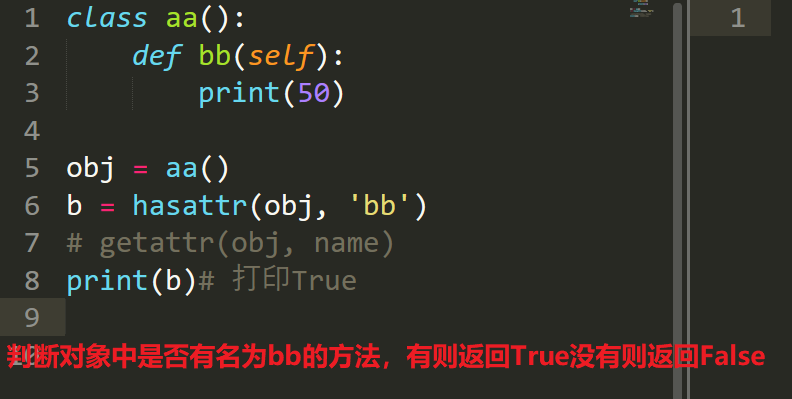 1 class aa():
2 def bb(self):
3 print(50)
4
5 obj = aa()
6 b = hasattr(obj, 'bb')
7 # getattr(obj, name)
8 print(b)# 打印True
9
判断对象中是否有名为bb的方法，有则返回True没有则返回False
1